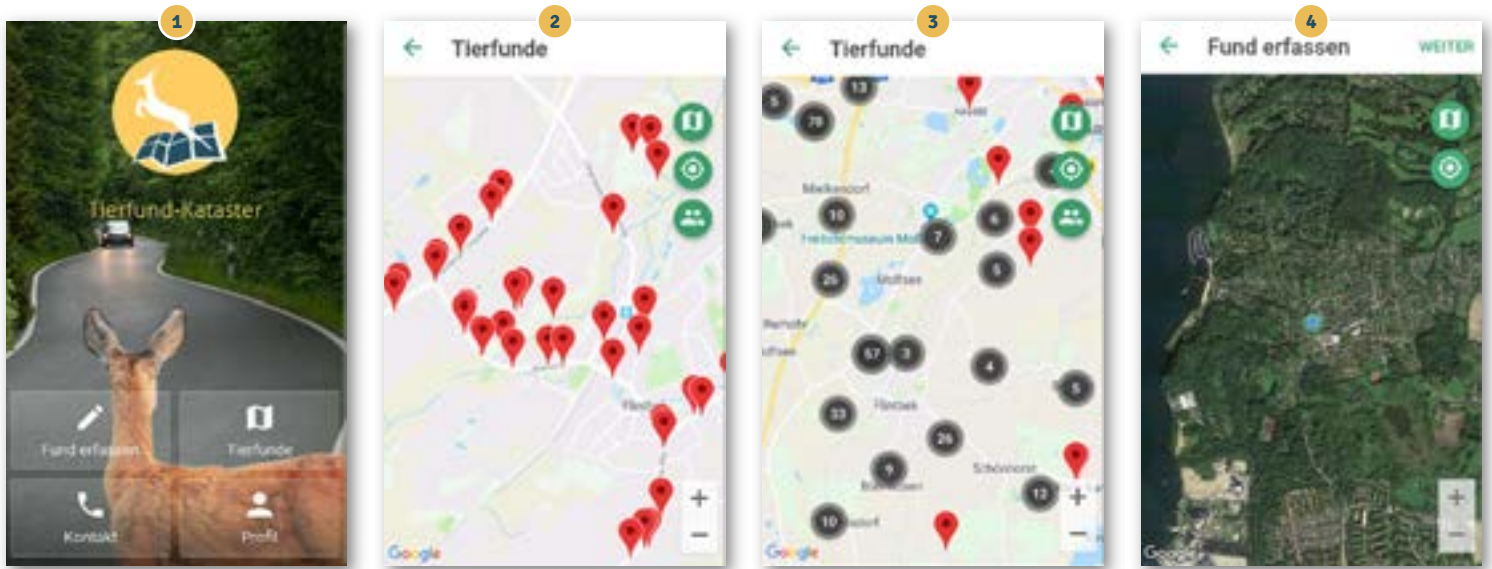 1
Tierfund-Kataster
Fund erfassen
Tierfunde
Kontakt
Profil
2
Tierfunde
+
−
Google
3
Tierfunde
5
13
78
Mielkendorf
10
6
7
Molfsee
26
5
67
3
4
5
33
Flintbek
26
9
Schönhorst
12
10
+
−
Google
4
Fund erfassen
WEITER
+
−
Google